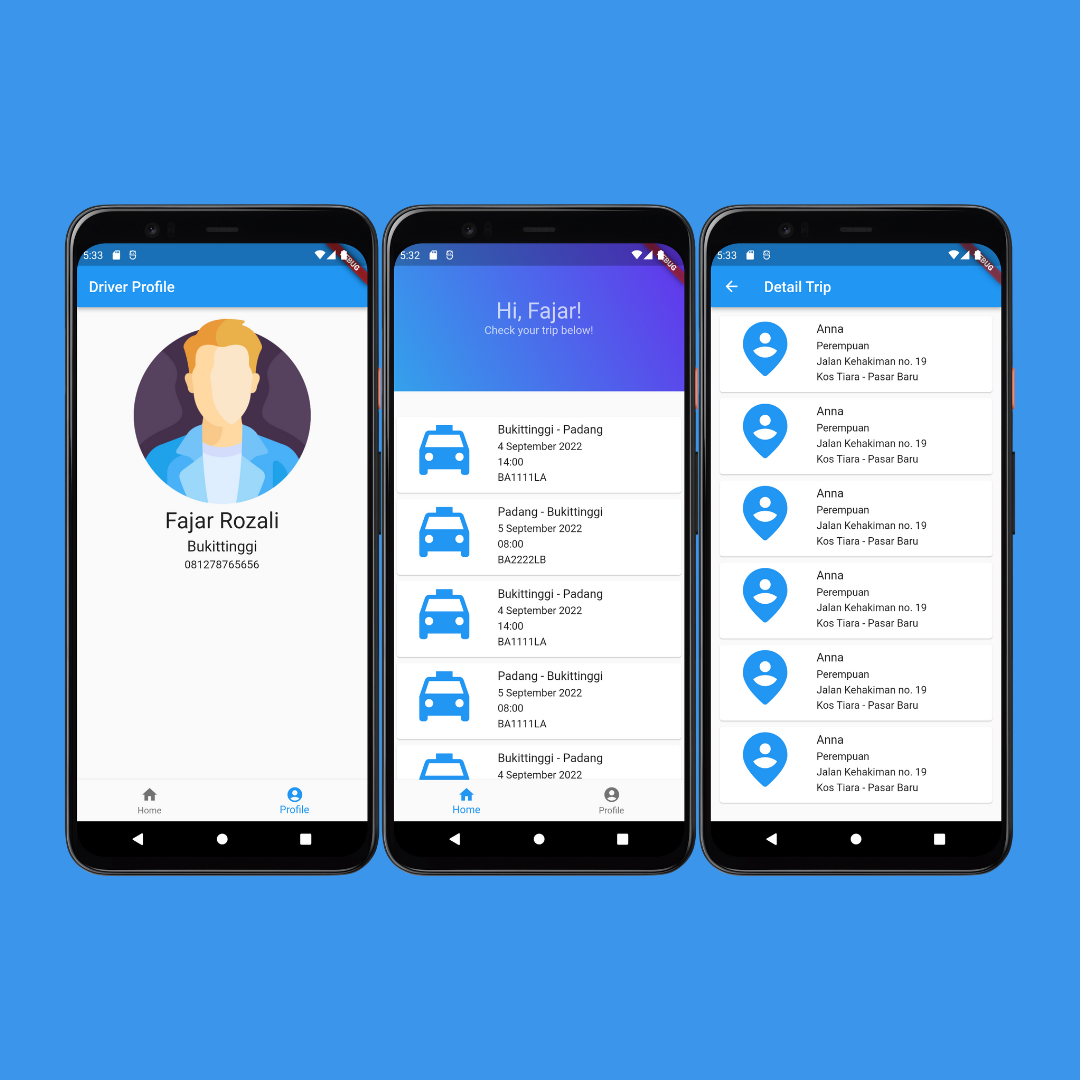 5:33
BUG
Driver Profile
Fajar Rozali
Bukittinggi
081278765656
Home
Profile
5:32
BUG
Hi, Fajar!
Check your trip below!
Bukittinggi - Padang
4 September 2022
14:00
BA1111LA
Padang - Bukittinggi
5 September 2022
08:00
BA2222LB
Bukittinggi - Padang
4 September 2022
14:00
BA1111LA
Padang - Bukittinggi
5 September 2022
08:00
BA1111LA
Bukittinggi - Padang
4 September 2022
Home
Profile
5:33
BUG
Detail Trip
Anna
Perempuan
Jalan Kehakiman no. 19
Kos Tiara - Pasar Baru
Anna
Perempuan
Jalan Kehakiman no. 19
Kos Tiara - Pasar Baru
Anna
Perempuan
Jalan Kehakiman no. 19
Kos Tiara - Pasar Baru
Anna
Perempuan
Jalan Kehakiman no. 19
Kos Tiara - Pasar Baru
Anna
Perempuan
Jalan Kehakiman no. 19
Kos Tiara - Pasar Baru
Anna
Perempuan
Jalan Kehakiman no. 19
Kos Tiara - Pasar Baru